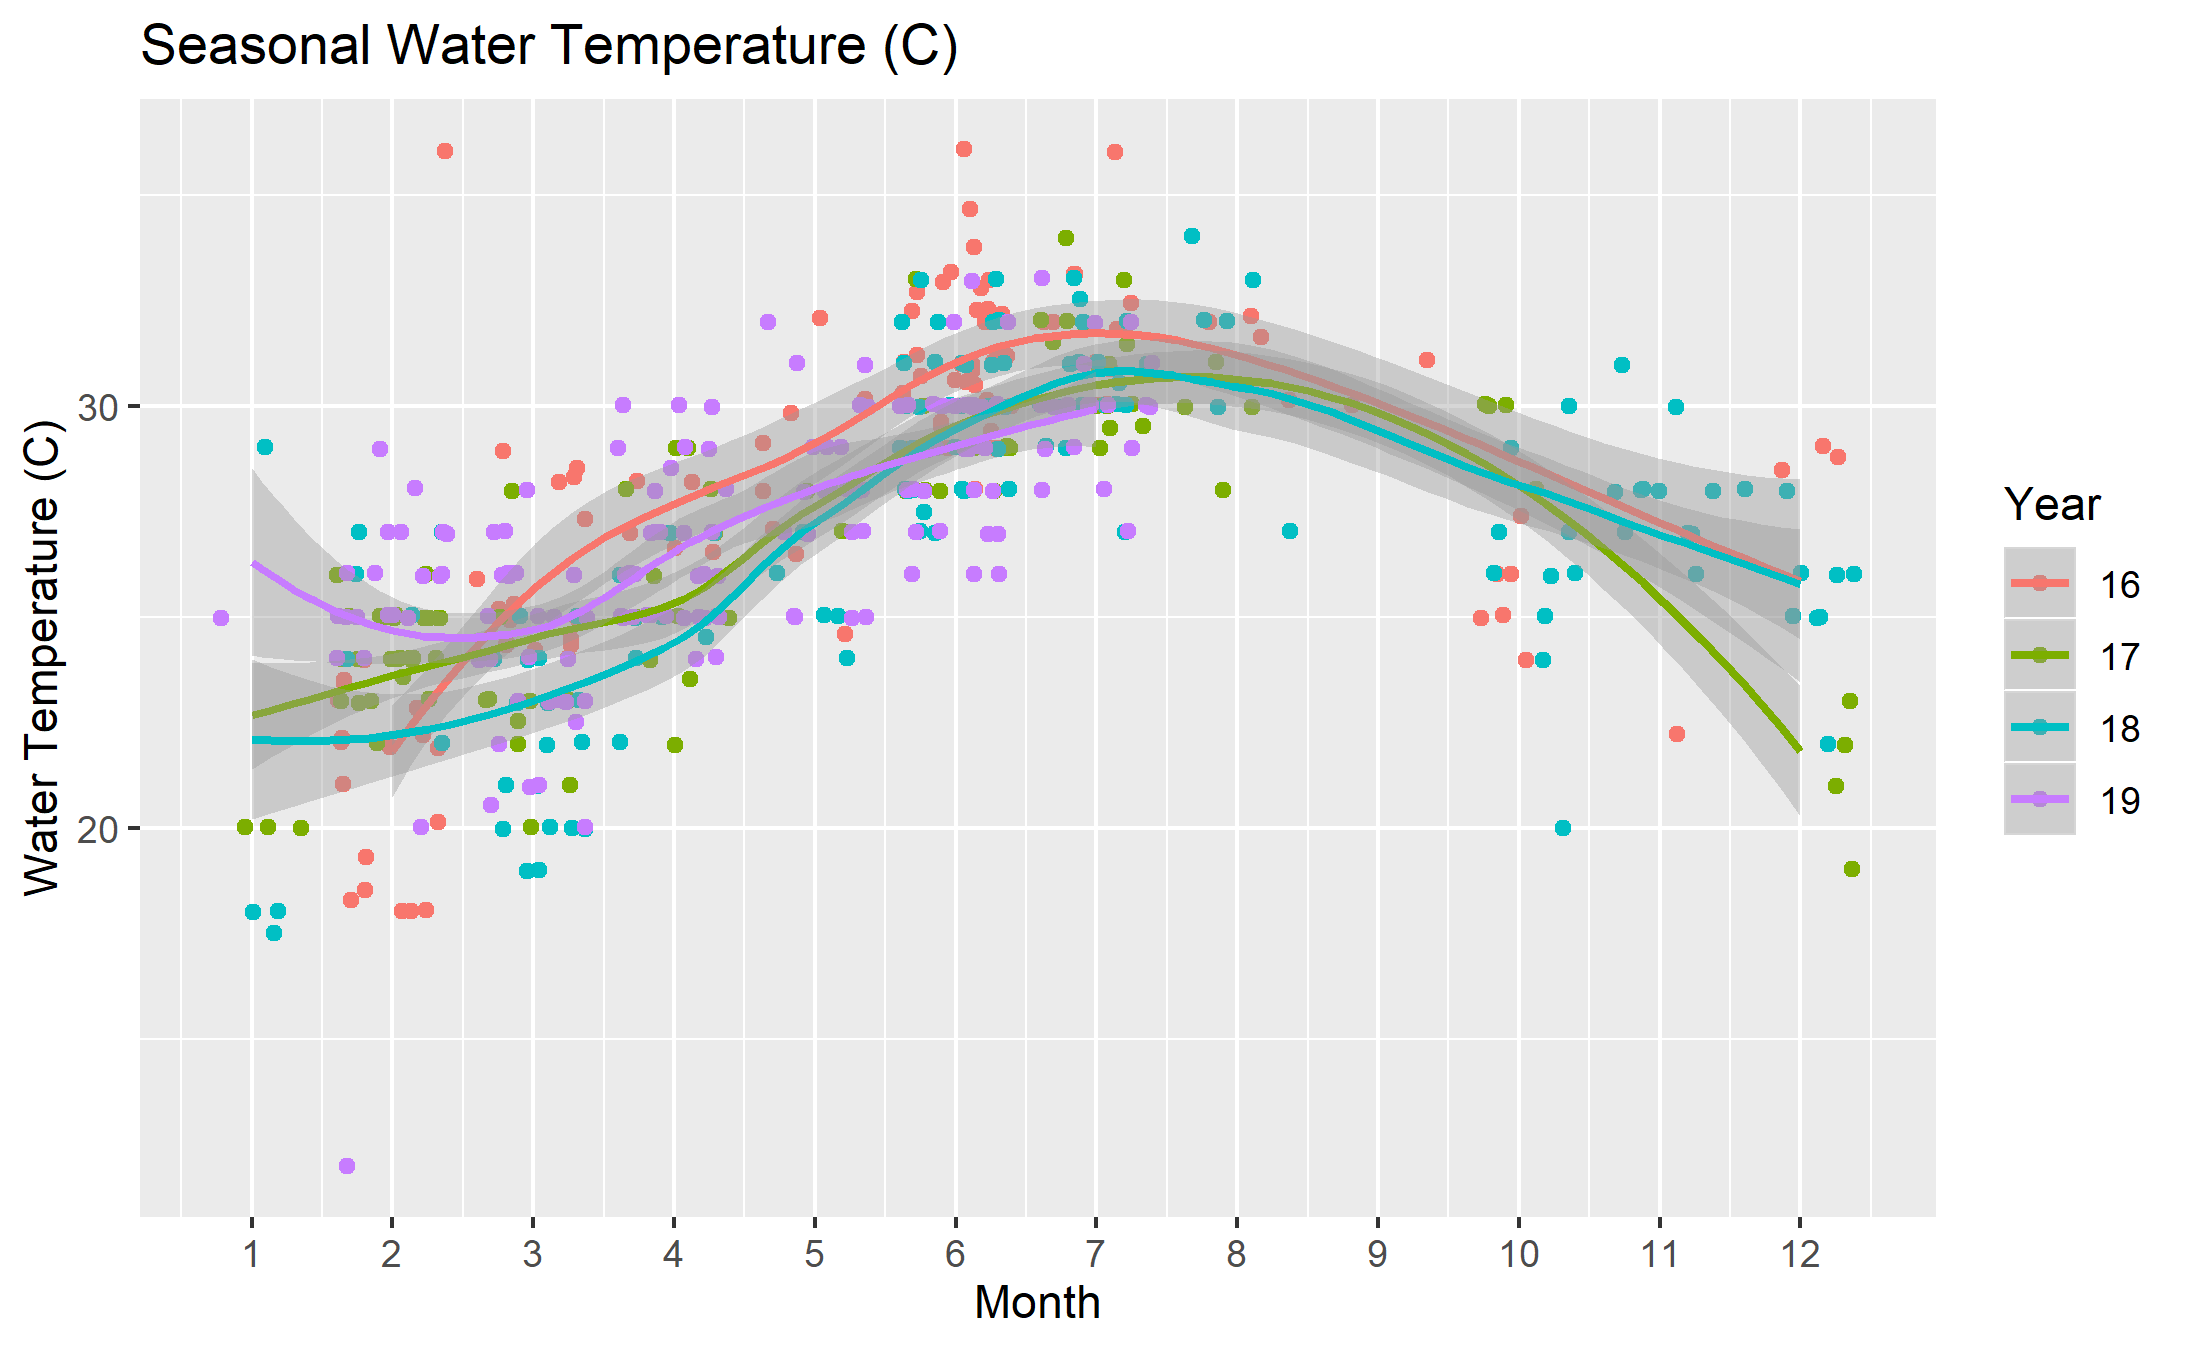 Seasonal Water Temperature (C)
Water Temperature (C)
30
20
1 2 3 4 5 6 7 8 9 10 11 12
Month
Year
16
17
18
19